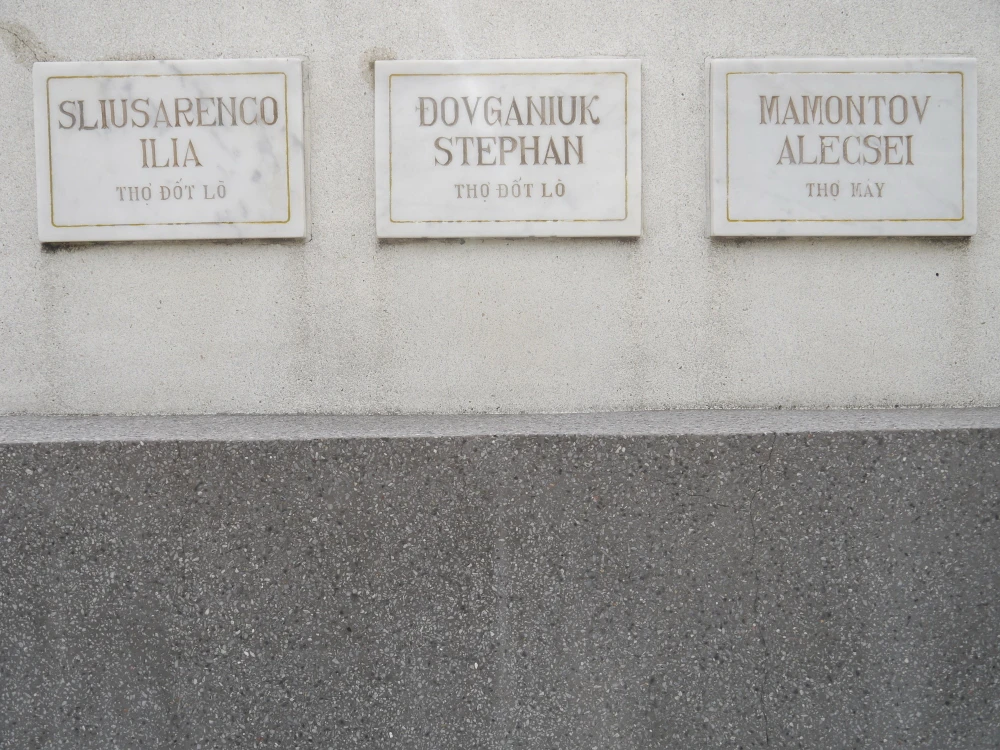 SLIUSARENCO
ILIA
THỢ ĐỐT LÒ
ĐOVGANIUK
STEPHAN
THỢ ĐỐT LÒ
MAMONTOV
ALECSEI
THỢ MÁY